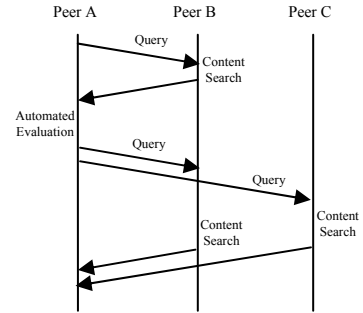 Peer A Peer B Peer C
Query
Content
Search
Automated
Evaluation
Query
Query
Content
Search
Content
Search